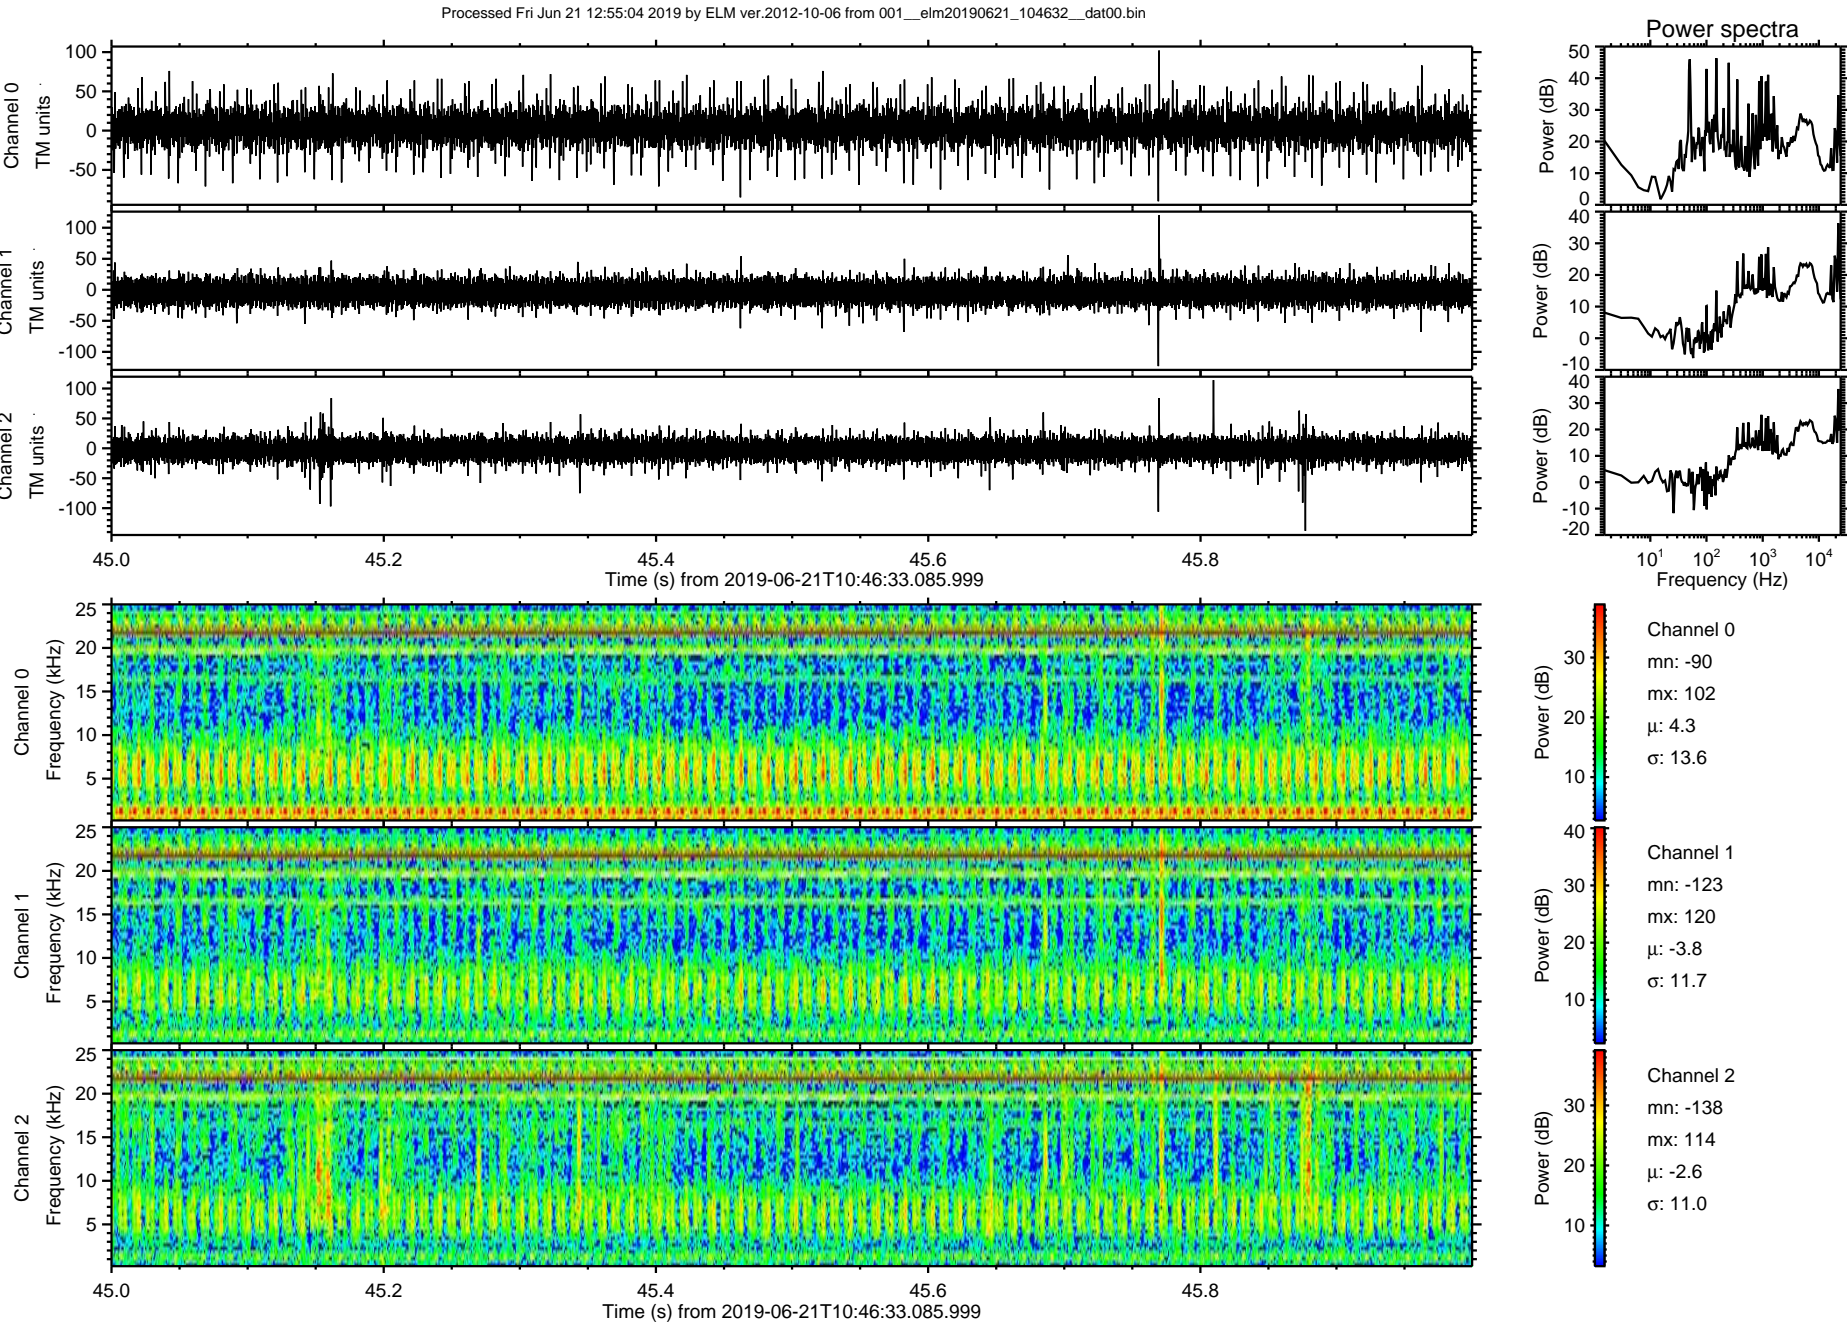 Processed Fri Jun 21 12:55:04 2019 by ELM ver.2012-10-06 from 001__elm20190621_104632__dat00.bin
Power spectra
Channel 0
TM units
100
50
0
-50
Power (dB)
50
40
30
20
10
0
Channel 1
TM units
100
50
0
-50
-100
Power (dB)
40
30
20
10
0
-10
Channel 2
TM units
100
50
0
-50
-100
Power (dB)
40
30
20
10
0
-10
-20
45.0 45.2 45.4 45.6 45.8
Time (s) from 2019-06-21T10:46:33.085.999
10¹ 10² 10³ 10⁴
Frequency (Hz)
Channel 0
Frequency (kHz)
25
20
15
10
5
Power (dB)
30
20
10
Channel 0
mn: -90
mx: 102
μ: 4.3
σ: 13.6
Channel 1
Frequency (kHz)
25
20
15
10
5
Power (dB)
40
30
20
10
Channel 1
mn: -123
mx: 120
μ: -3.8
σ: 11.7
Channel 2
Frequency (kHz)
25
20
15
10
5
Power (dB)
30
20
10
Channel 2
mn: -138
mx: 114
μ: -2.6
σ: 11.0
45.0 45.2 45.4 45.6 45.8
Time (s) from 2019-06-21T10:46:33.085.999